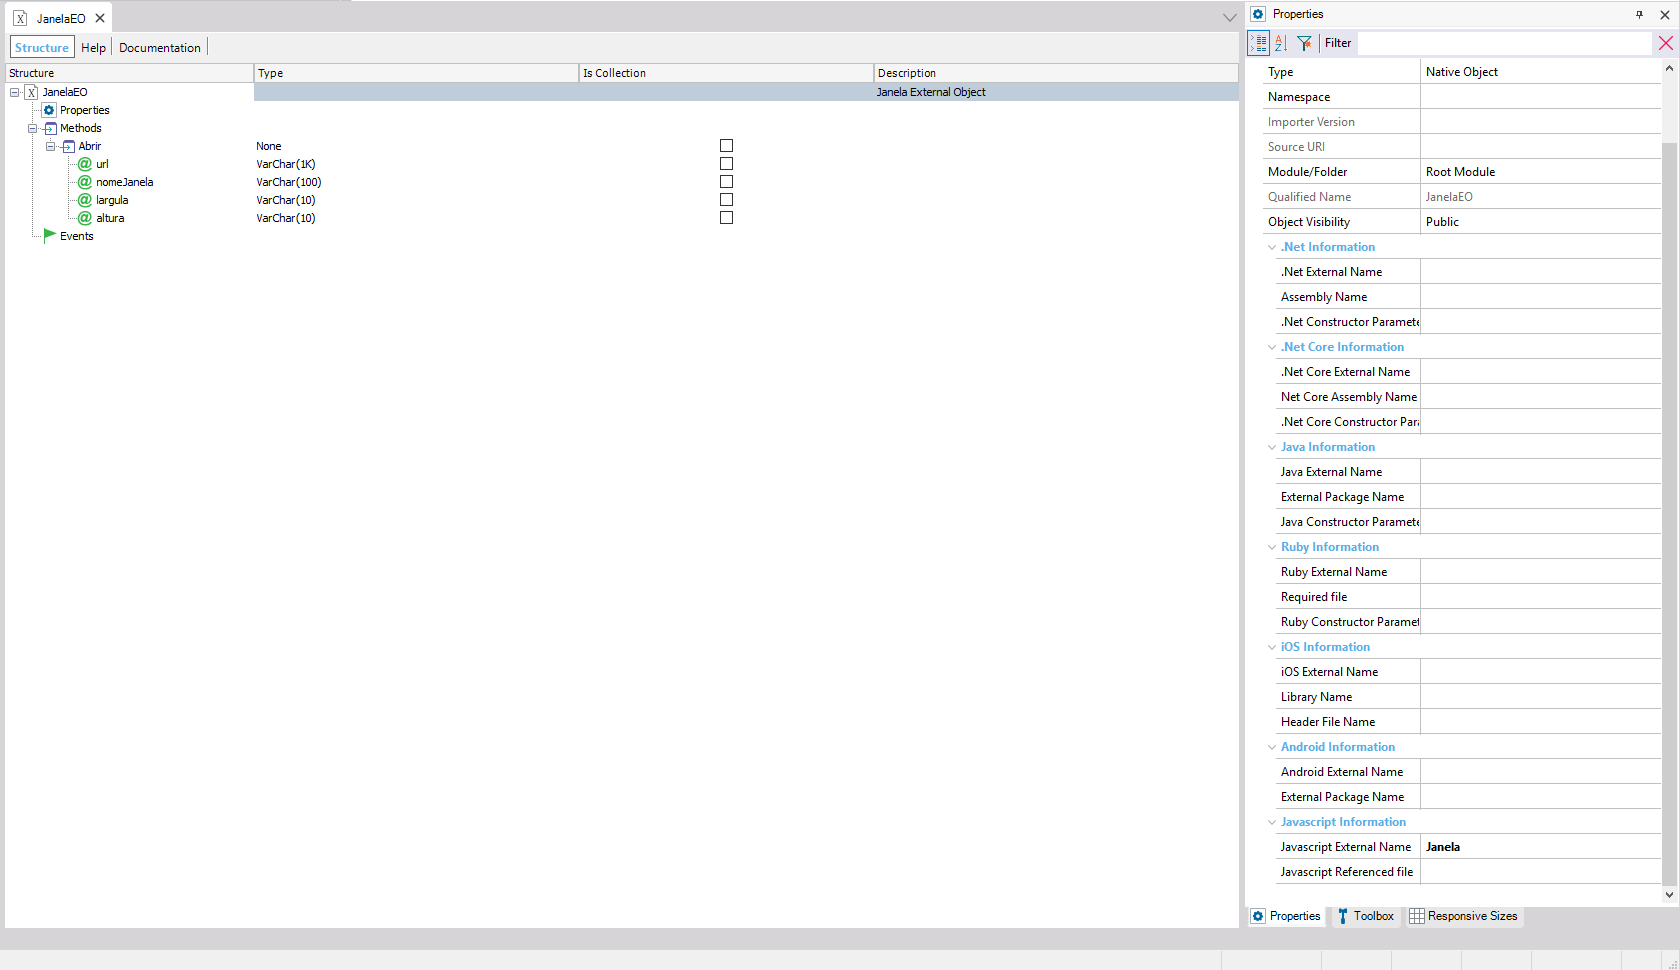 JanelaEO
Structure Help Documentation
Structure Type Is Collection Description
JanelaEO Janela External Object
Properties
Methods
Abrir None
url VarChar(1K)
nomeJanela VarChar(100)
largula VarChar(10)
altura VarChar(10)
Events
Properties
Filter
Type Native Object
Namespace
Importer Version
Source URI
Module/Folder Root Module
Qualified Name JanelaEO
Object Visibility Public
.Net Information
.Net External Name
Assembly Name
.Net Constructor Paramete
.Net Core Information
.Net Core External Name
Net Core Assembly Name
.Net Core Constructor Para
Java Information
Java External Name
External Package Name
Java Constructor Paramete
Ruby Information
Ruby External Name
Required file
Ruby Constructor Paramet
iOS Information
iOS External Name
Library Name
Header File Name
Android Information
Android External Name
External Package Name
Javascript Information
Javascript External Name Janela
Javascript Referenced file
Properties Toolbox Responsive Sizes